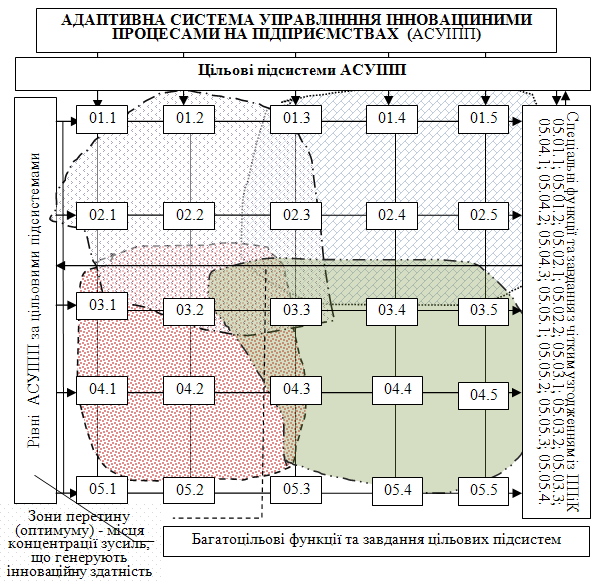 АДАПТИВНА СИСТЕМА УПРАВЛІНННЯ ІННОВАЦІЙНИМИ
ПРОЦЕСАМИ НА ПІДПРИЄМСТВАХ (АСУІПП)
Цільові підсистеми АСУІПП
Рівні АСУІПП за цільовими підсистемами
01.1 01.2 01.3 01.4 01.5
02.1 02.2 02.3 02.4 02.5
03.1 03.2 03.3 03.4 03.5
04.1 04.2 04.3 04.4 04.5
05.1 05.2 05.3 05.4 05.5
Спеціальні функції та завдання з чітким узгодженням із ППіК
05.01.1; 05.01.2; 05.02.1; 05.02.2; 05.03.1; 05.03.2; 05.03.3;
05.04.1; 05.04.2; 05.04.3; 05.05.1; 05.05.2; 05.05.3; 05.05.4.
Зони перетину
(оптимуму) - місця
концентрації зусиль,
що генерують
інноваційну здатність
Багатоцільові функції та завдання цільових підсистем